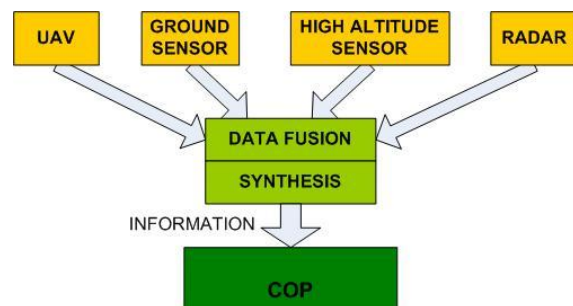 UAV
GROUND
SENSOR
HIGH ALTITUDE
SENSOR
RADAR
DATA FUSION
SYNTHESIS
INFORMATION
COP